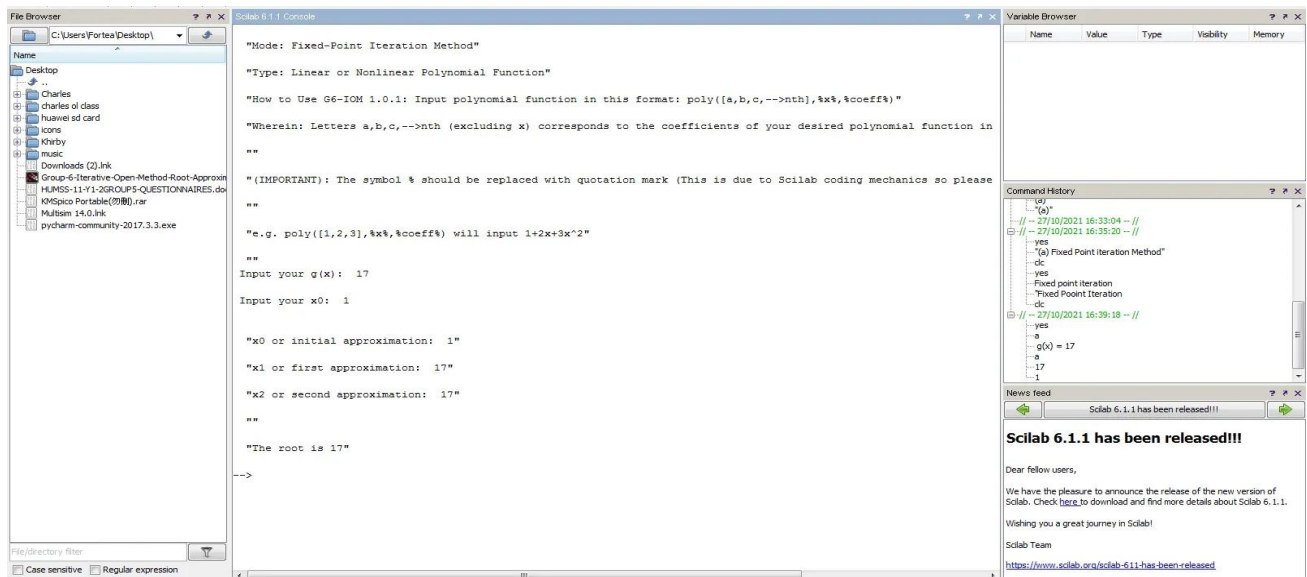 File Browser
C:\Users\Fortea\Desktop\
Name
Desktop
..
Charles
charles ol class
huawei sd card
icons
Khirby
music
Downloads (2).lnk
Group-6-Iterative-Open-Method-Root-Approxin
HUMSS-11-Y1-2GROUP5-QUESTIONNAIRES.do
KMSpico Portable(勿刪).rar
Multisim 14.0.lnk
pycharm-community-2017.3.3.exe
File/directory filter
Case sensitive Regular expression
Scilab 6.1.1 Console
"Mode: Fixed-Point Iteration Method"
"Type: Linear or Nonlinear Polynomial Function"
"How to Use G6-IOM 1.0.1: Input polynomial function in this format: poly([a,b,c,-->nth],%x%,%coeff%)"
"Wherein: Letters a,b,c,-->nth (excluding x) corresponds to the coefficients of your desired polynomial function in
""
"(IMPORTANT): The symbol % should be replaced with quotation mark (This is due to Scilab coding mechanics so please
""
"e.g. poly([1,2,3],%x%,%coeff%) will input 1+2x+3x^2"
""
Input your g(x): 17
Input your x0: 1
"x0 or initial approximation: 1"
"x1 or first approximation: 17"
"x2 or second approximation: 17"
""
"The root is 17"
-->
Variable Browser
Name Value Type Visibility Memory
Command History
(a)
"(a)"
// -- 27/10/2021 16:33:04 -- //
// -- 27/10/2021 16:35:20 -- //
yes
"(a) Fixed Point iteration Method"
clc
yes
Fixed point iteration
"Fixed Pooint Iteration
clc
// -- 27/10/2021 16:39:18 -- //
yes
a
g(x) = 17
a
17
1
News feed
Scilab 6.1.1 has been released!!!
Scilab 6.1.1 has been released!!!
Dear fellow users,
We have the pleasure to announce the release of the new version of
Scilab. Check here to download and find more details about Scilab 6.1.1.
Wishing you a great journey in Scilab!
Scilab Team
https://www.scilab.org/scilab-611-has-been-released